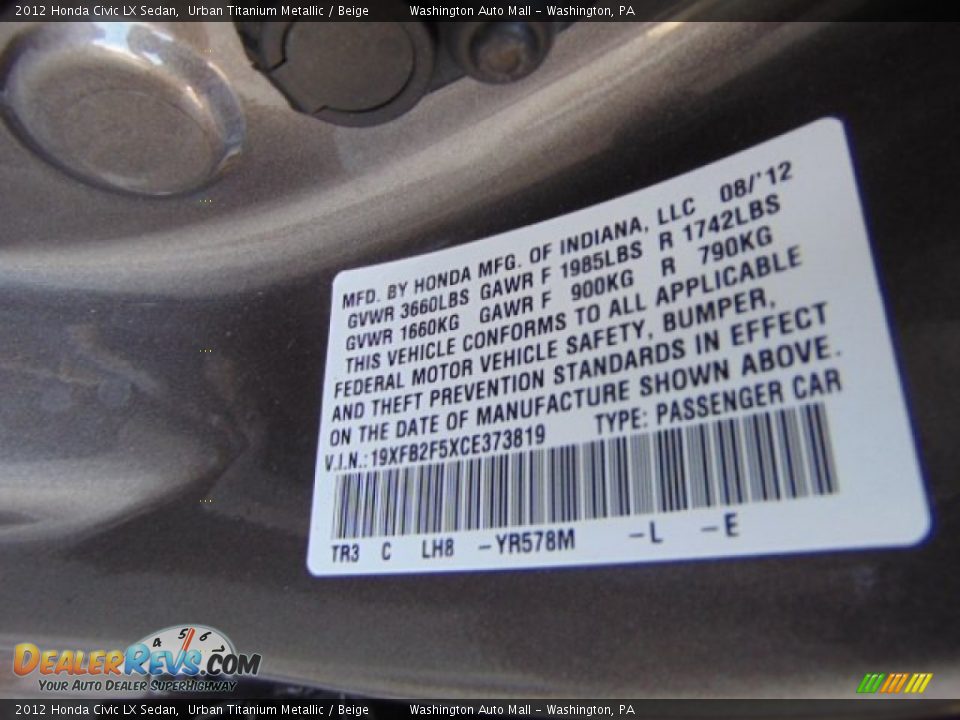 2012 Honda Civic LX Sedan, Urban Titanium Metallic / Beige Washington Auto Mall - Washington, PA
MFD. BY HONDA MFG. OF INDIANA, LLC 08/'12
GVWR 3660LBS GAWR F 1985LBS R 1742LBS
GVWR 1660KG GAWR F 900KG R 790KG
THIS VEHICLE CONFORMS TO ALL APPLICABLE
FEDERAL MOTOR VEHICLE SAFETY, BUMPER,
AND THEFT PREVENTION STANDARDS IN EFFECT
ON THE DATE OF MANUFACTURE SHOWN ABOVE.
V.I.N.: 19XFB2F5XCE373819 TYPE: PASSENGER CAR
TR3 C LH8 -YR578M -L -E
4 5 6
DEALERREVS.COM
YOUR AUTO DEALER SUPERHIGHWAY
2012 Honda Civic LX Sedan, Urban Titanium Metallic / Beige Washington Auto Mall - Washington, PA